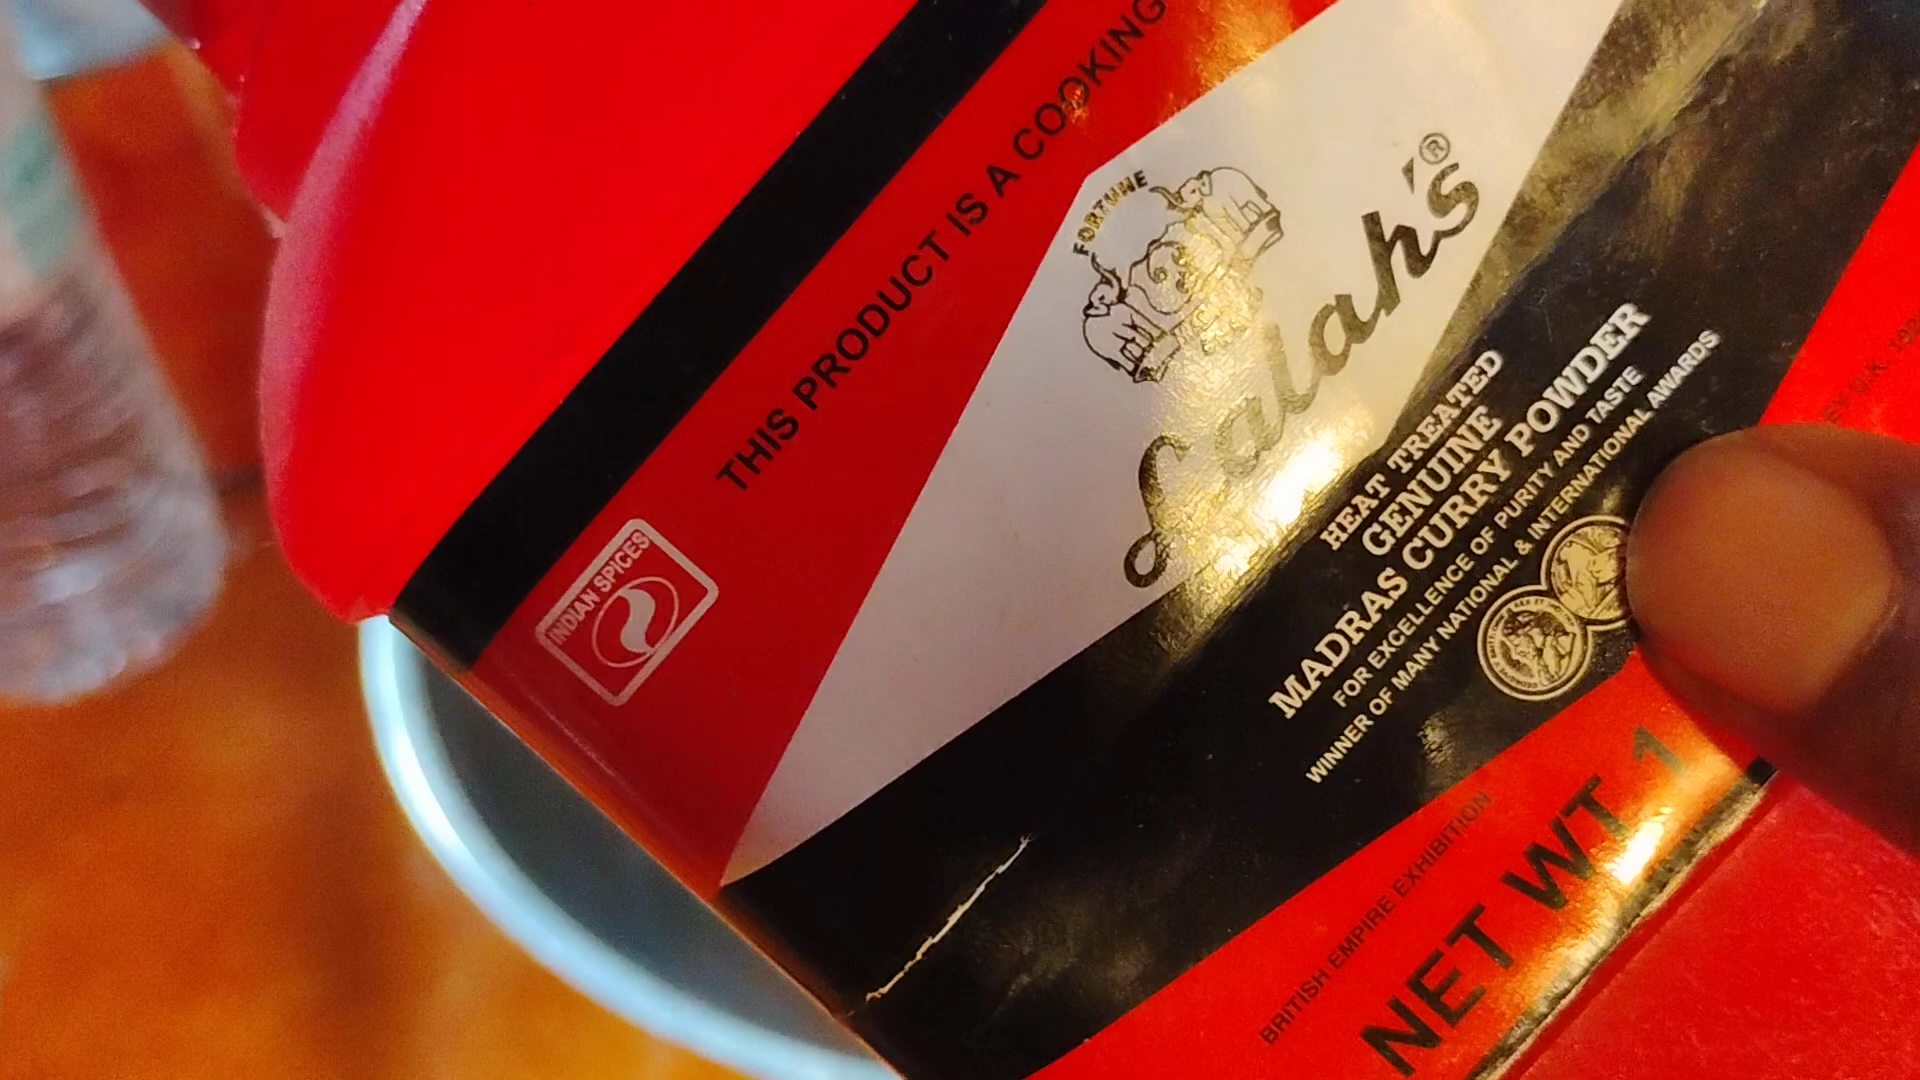 THIS PRODUCT IS A COOKING
FORTUNE
Lalah's®
INDIAN SPICES
HEAT TREATED
GENUINE
MADRAS CURRY POWDER
FOR EXCELLENCE OF PURITY AND TASTE
WINNER OF MANY NATIONAL & INTERNATIONAL AWARDS
BRITISH EMPIRE EXHIBITION
NET WT 1